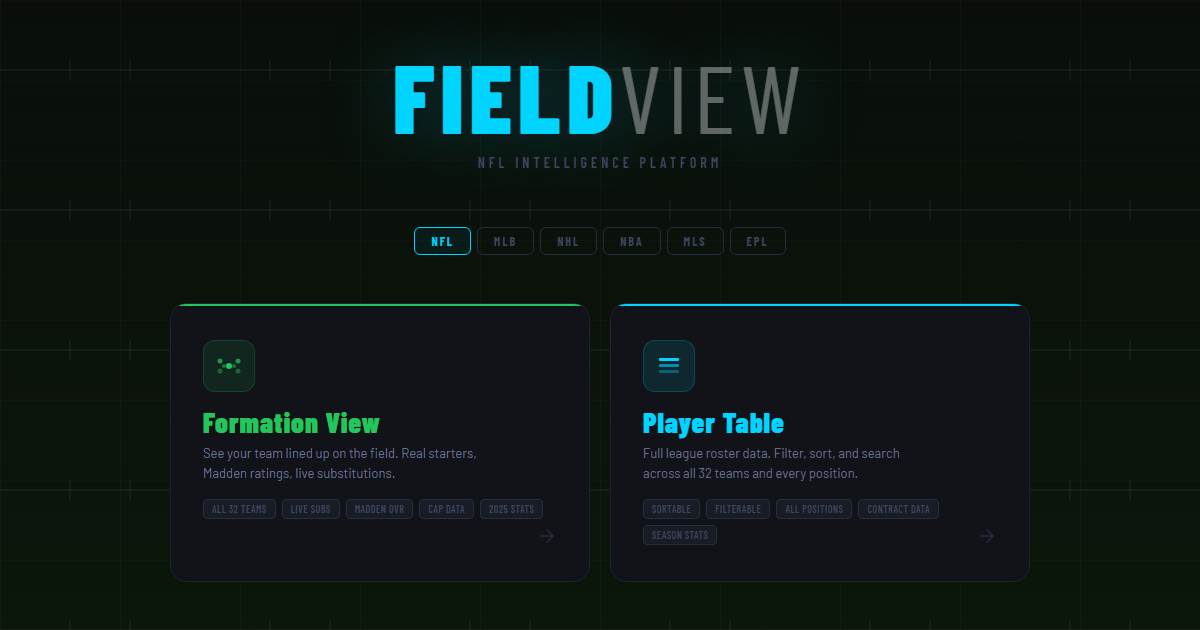 FIELDVIEW
NFL INTELLIGENCE PLATFORM
NFL MLB NHL NBA MLS EPL
Formation View
See your team lined up on the field. Real starters,
Madden ratings, live substitutions.
ALL 32 TEAMS LIVE SUBS MADDEN OVR CAP DATA 2025 STATS
Player Table
Full league roster data. Filter, sort, and search
across all 32 teams and every position.
SORTABLE FILTERABLE ALL POSITIONS CONTRACT DATA
SEASON STATS